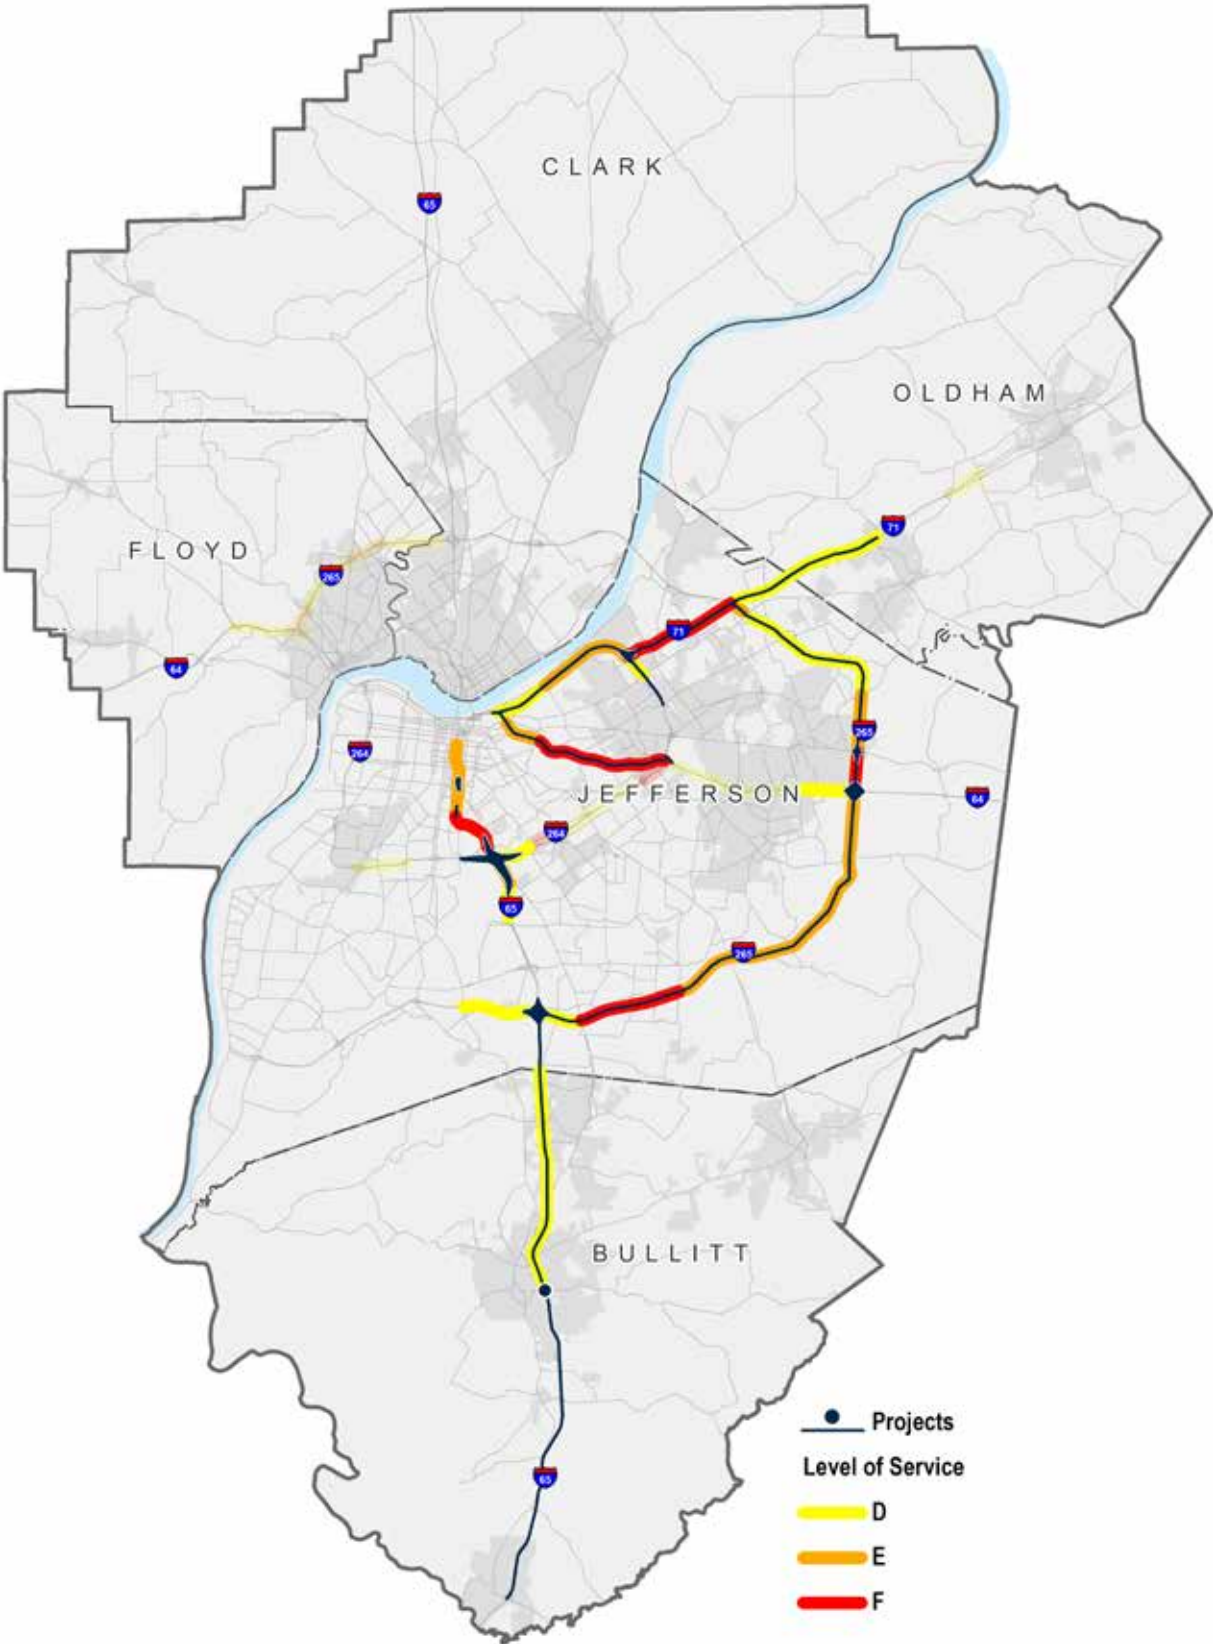 CLARK
65
OLDHAM
71
FLOYD
265
71
64
264
265
JEFFERSON
64
264
65
265
BULLITT
65
Projects
Level of Service
D
E
F